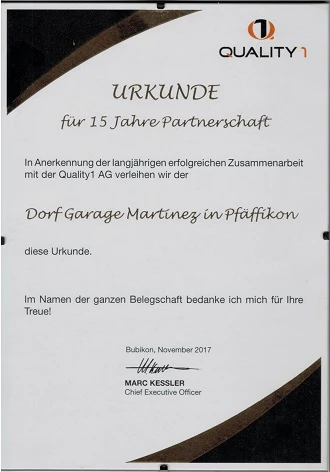 QUALITY 1
URKUNDE
für 15 Jahre Partnerschaft
In Anerkennung der langjährigen erfolgreichen Zusammenarbeit
mit der Quality1 AG verleihen wir der
Dorf Garage Martinez in Pfäffikon
diese Urkunde.
Im Namen der ganzen Belegschaft bedanke ich mich für Ihre
Treue!
Bubikon, November 2017
MARC KESSLER
Chief Executive Officer